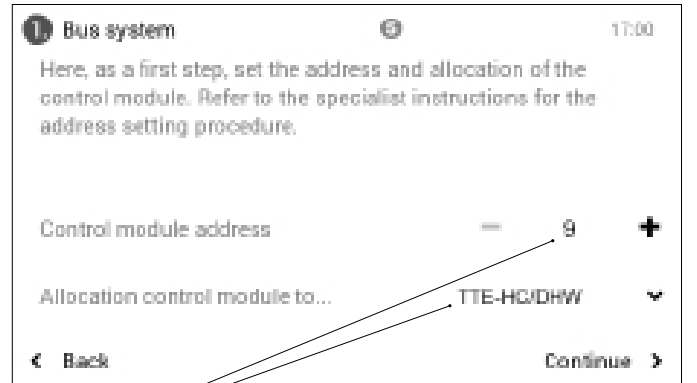 1. Bus system 17:00
Here, as a first step, set the address and allocation of the
control module. Refer to the specialist instructions for the
address setting procedure.
Control module address — 9 +
Allocation control module to... TTE-HC/DHW
< Back Continue >